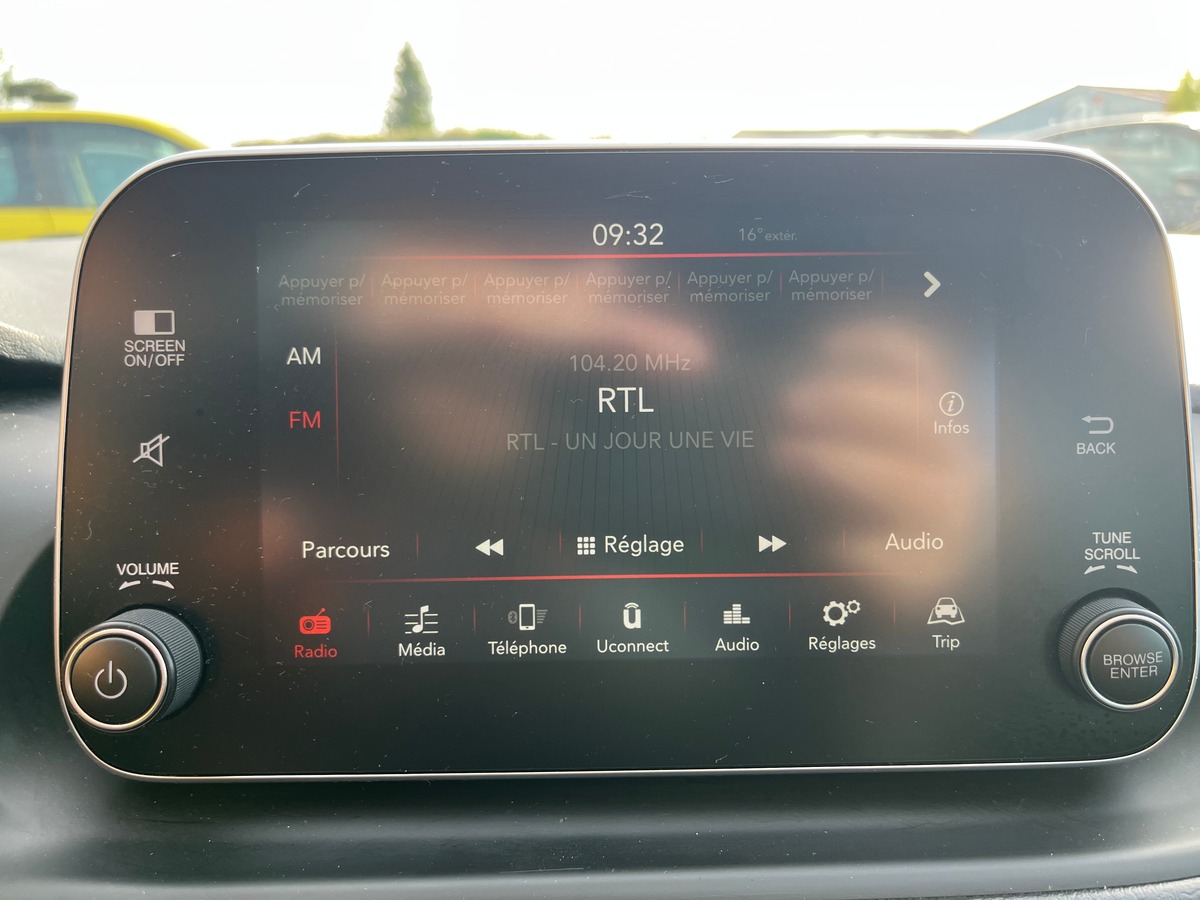 09:32
16° extér.
Appuyer p/ Appuyer p/ Appuyer p/ Appuyer p/ Appuyer p/ Appuyer p/
mémoriser mémoriser mémoriser mémoriser mémoriser mémoriser
SCREEN
ON/OFF
AM
FM
104.20 MHz
RTL
RTL - UN JOUR UNE VIE
i
Infos
BACK
Parcours
Réglage
Audio
VOLUME
TUNE
SCROLL
Radio
Média
Téléphone
Uconnect
Audio
Réglages
Trip
BROWSE
ENTER